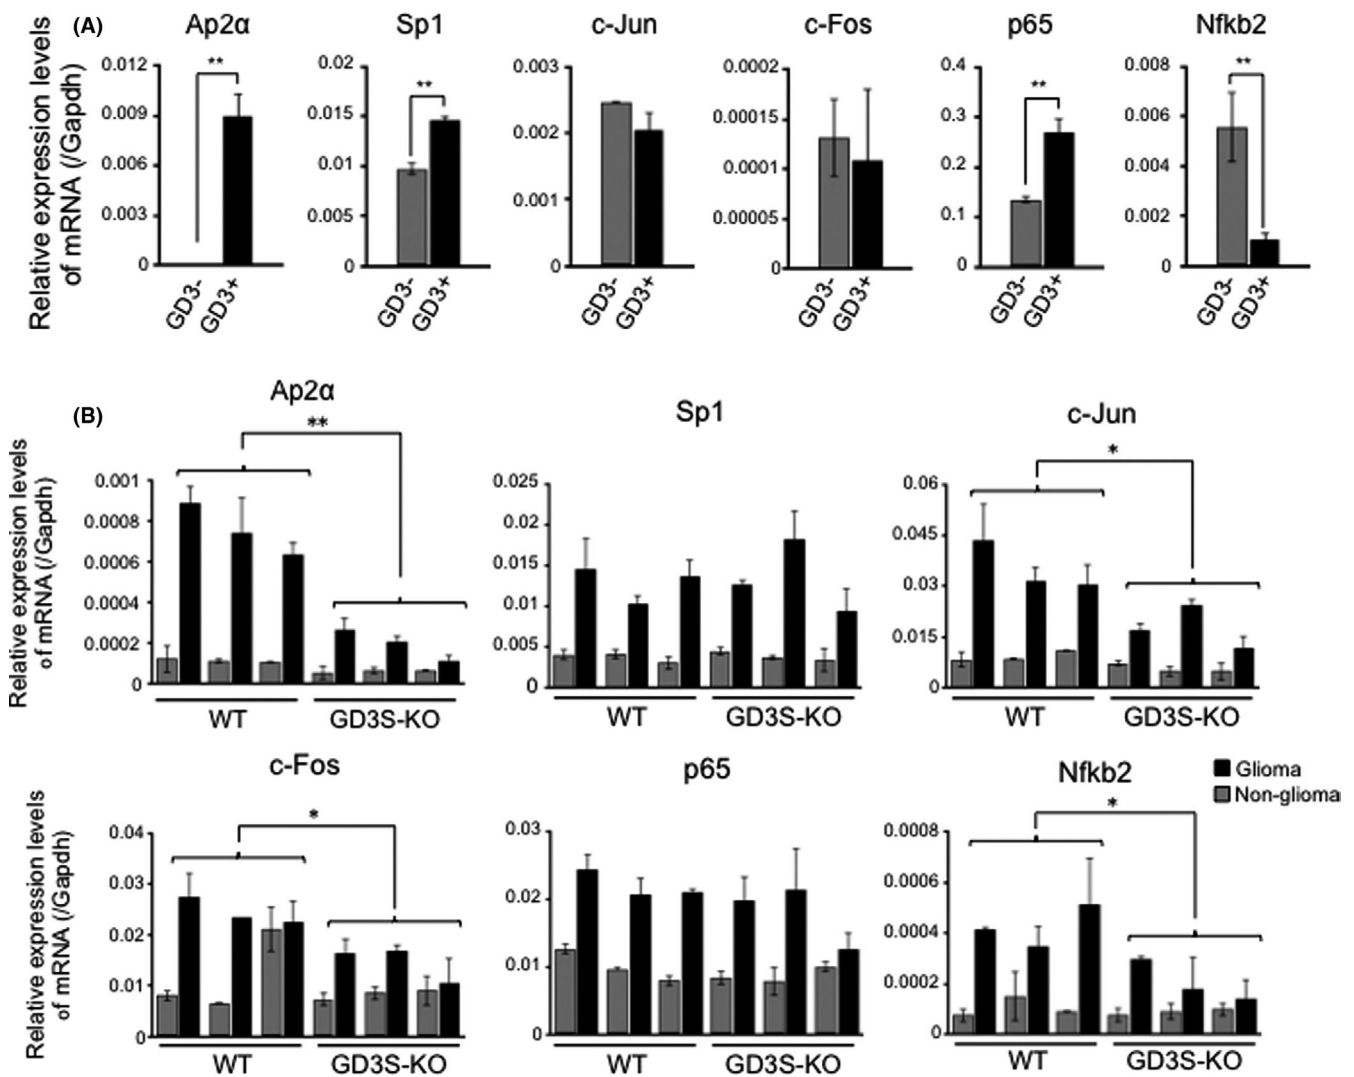 (A)
Ap2α Sp1 c-Jun c-Fos p65 Nfkb2
Relative expression levels
of mRNA (/Gapdh)
0.012
0.009
0.006
0.003
0
**
GD3- GD3+
0.02
0.015
0.01
0.005
0
**
GD3- GD3+
0.003
0.002
0.001
0
GD3- GD3+
0.0002
0.00015
0.0001
0.00005
0
GD3- GD3+
0.4
0.3
0.2
0.1
0
**
GD3- GD3+
0.008
0.006
0.004
0.002
0
**
GD3- GD3+
(B)
Relative expression levels
of mRNA (/Gapdh)
Ap2α
**
0.001
0.0008
0.0006
0.0004
0.0002
0
WT GD3S-KO
Sp1
0.025
0.02
0.015
0.01
0.005
0
WT GD3S-KO
c-Jun
*
0.06
0.045
0.03
0.015
0
WT GD3S-KO
Relative expression levels
of mRNA (/Gapdh)
c-Fos
*
0.04
0.03
0.02
0.01
0
WT GD3S-KO
p65
0.03
0.02
0.01
0
WT GD3S-KO
Nfkb2
*
0.0008
0.0006
0.0004
0.0002
0
WT GD3S-KO
Glioma
Non-glioma